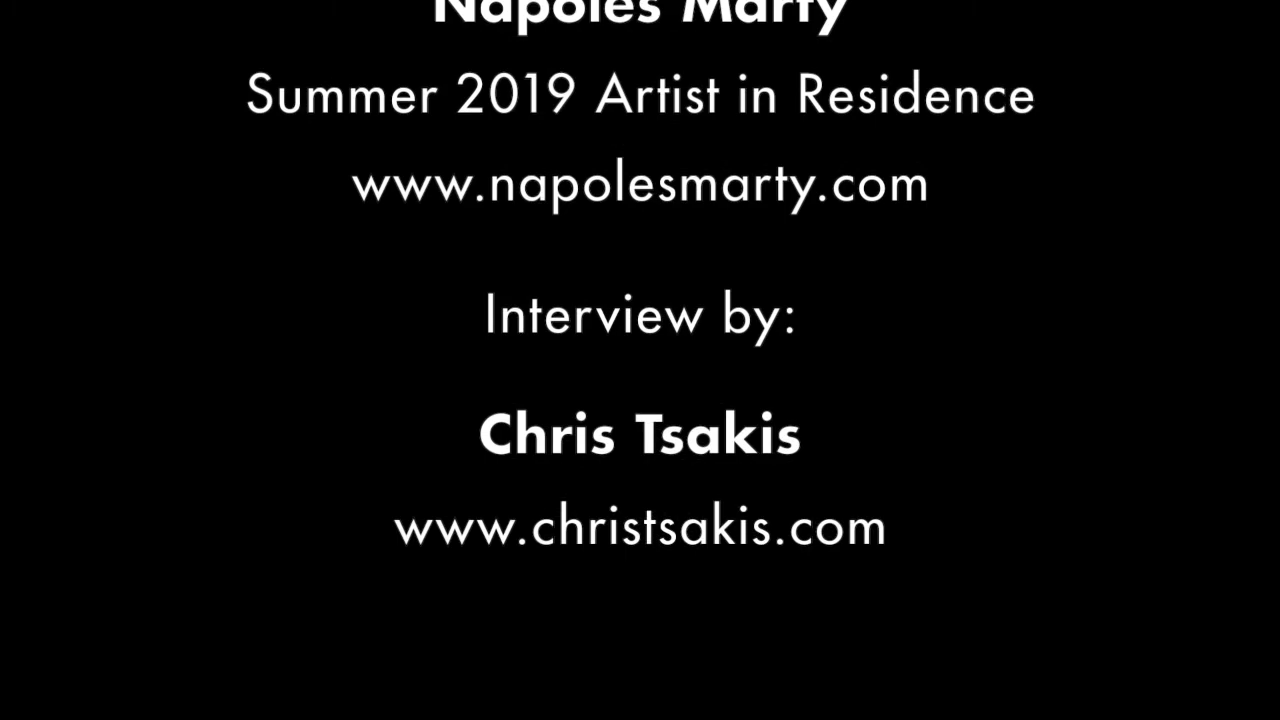 Napoles Marty
Summer 2019 Artist in Residence
www.napolesmarty.com
Interview by:
Chris Tsakis
www.christsakis.com